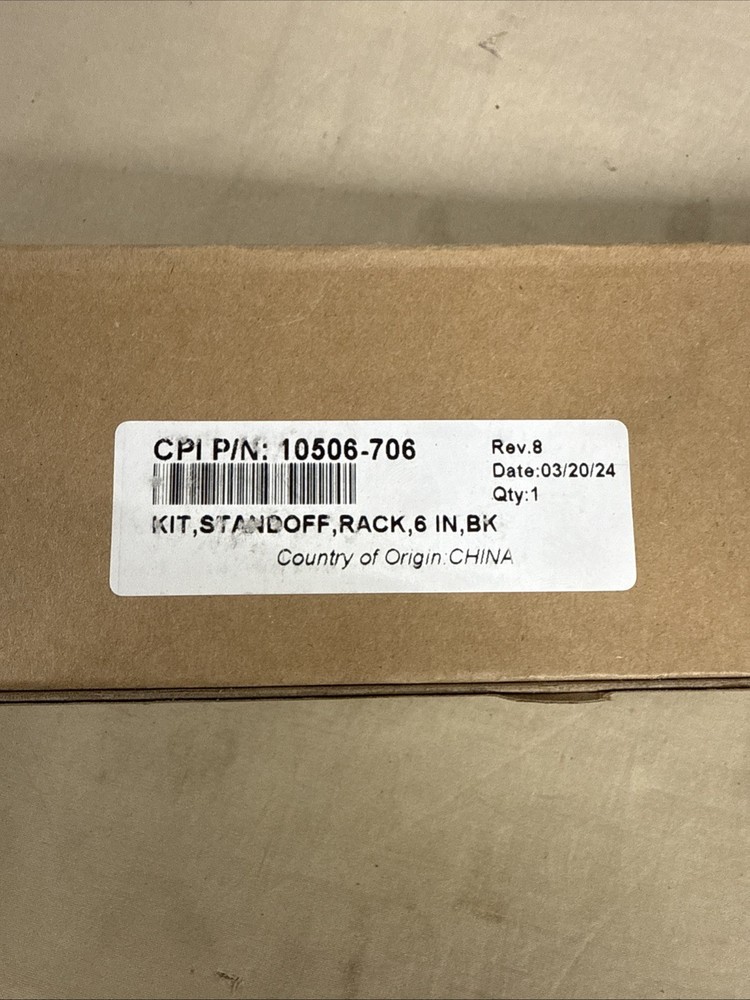 CPI P/N: 10506-706
Rev.8
Date:03/20/24
Qty:1
KIT,STANDOFF,RACK,6 IN,BK
Country of Origin:CHINA